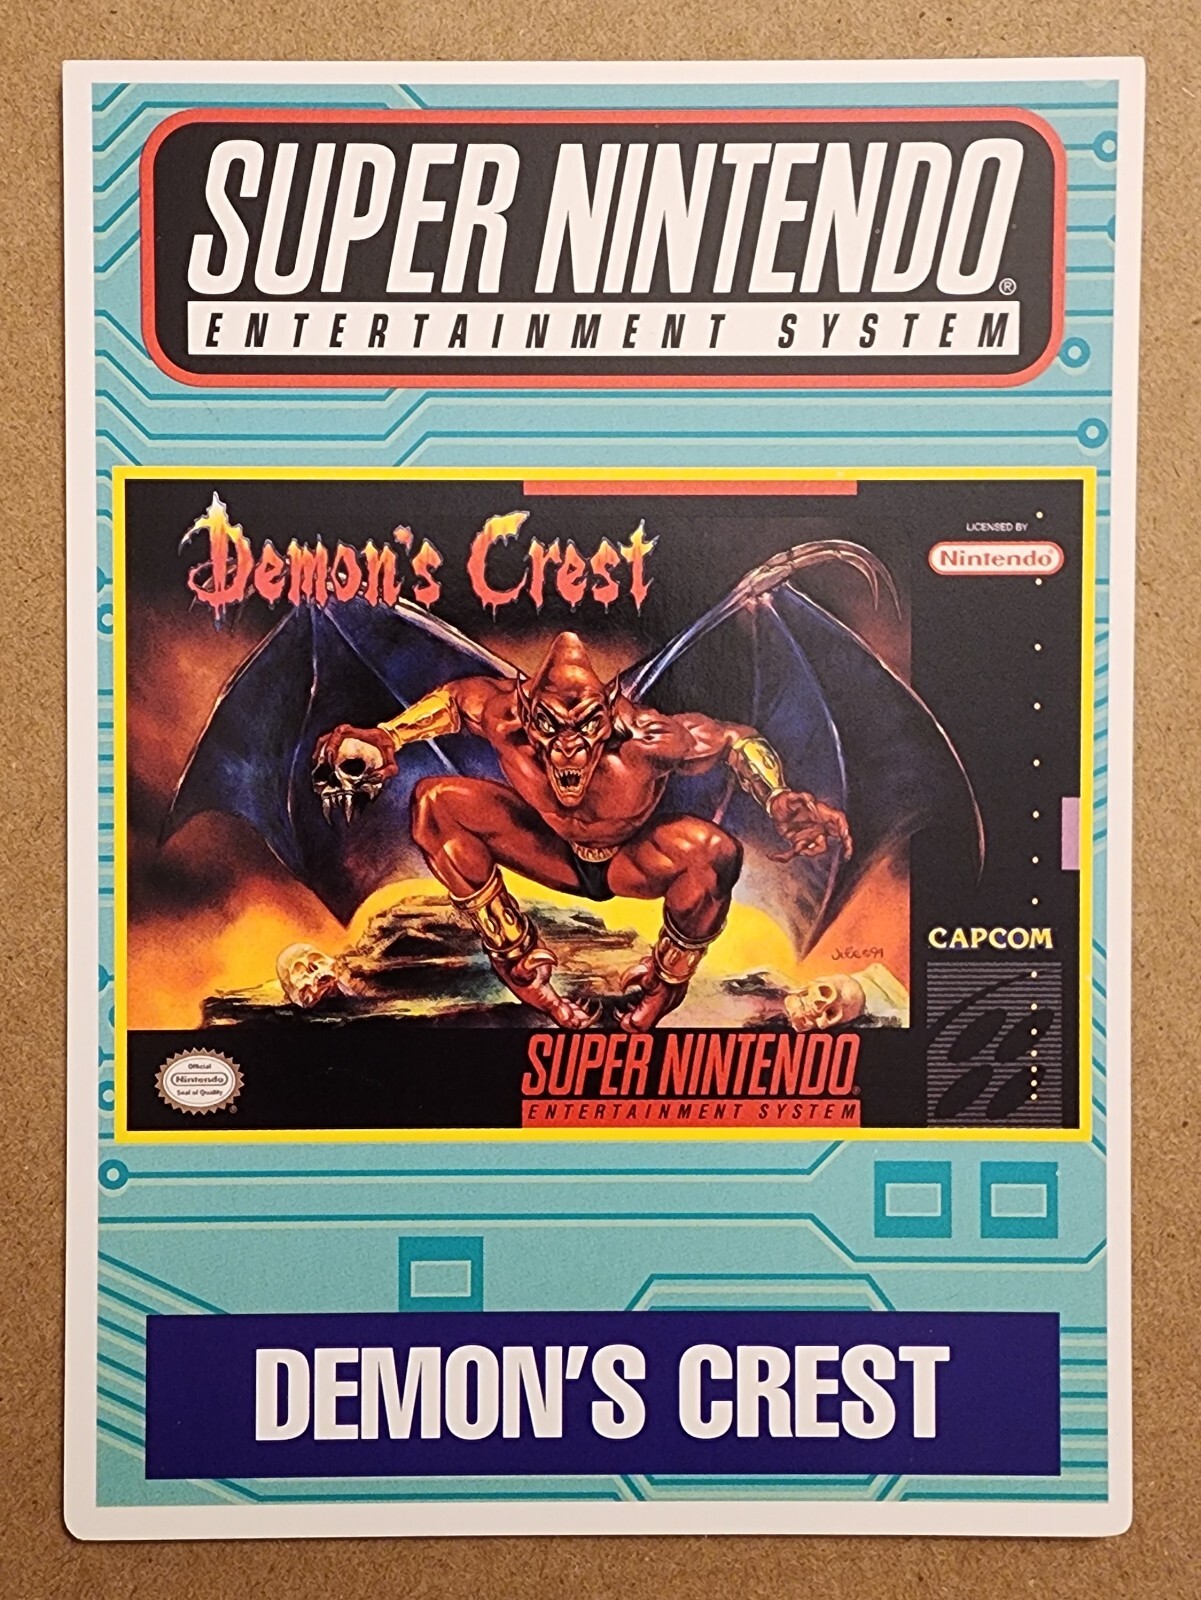 SUPER NINTENDO®
ENTERTAINMENT SYSTEM
Demon's Crest
LICENSED BY
Nintendo®
CAPCOM
Official
Nintendo
Seal of Quality
®
SUPER NINTENDO®
ENTERTAINMENT SYSTEM
DEMON'S CREST